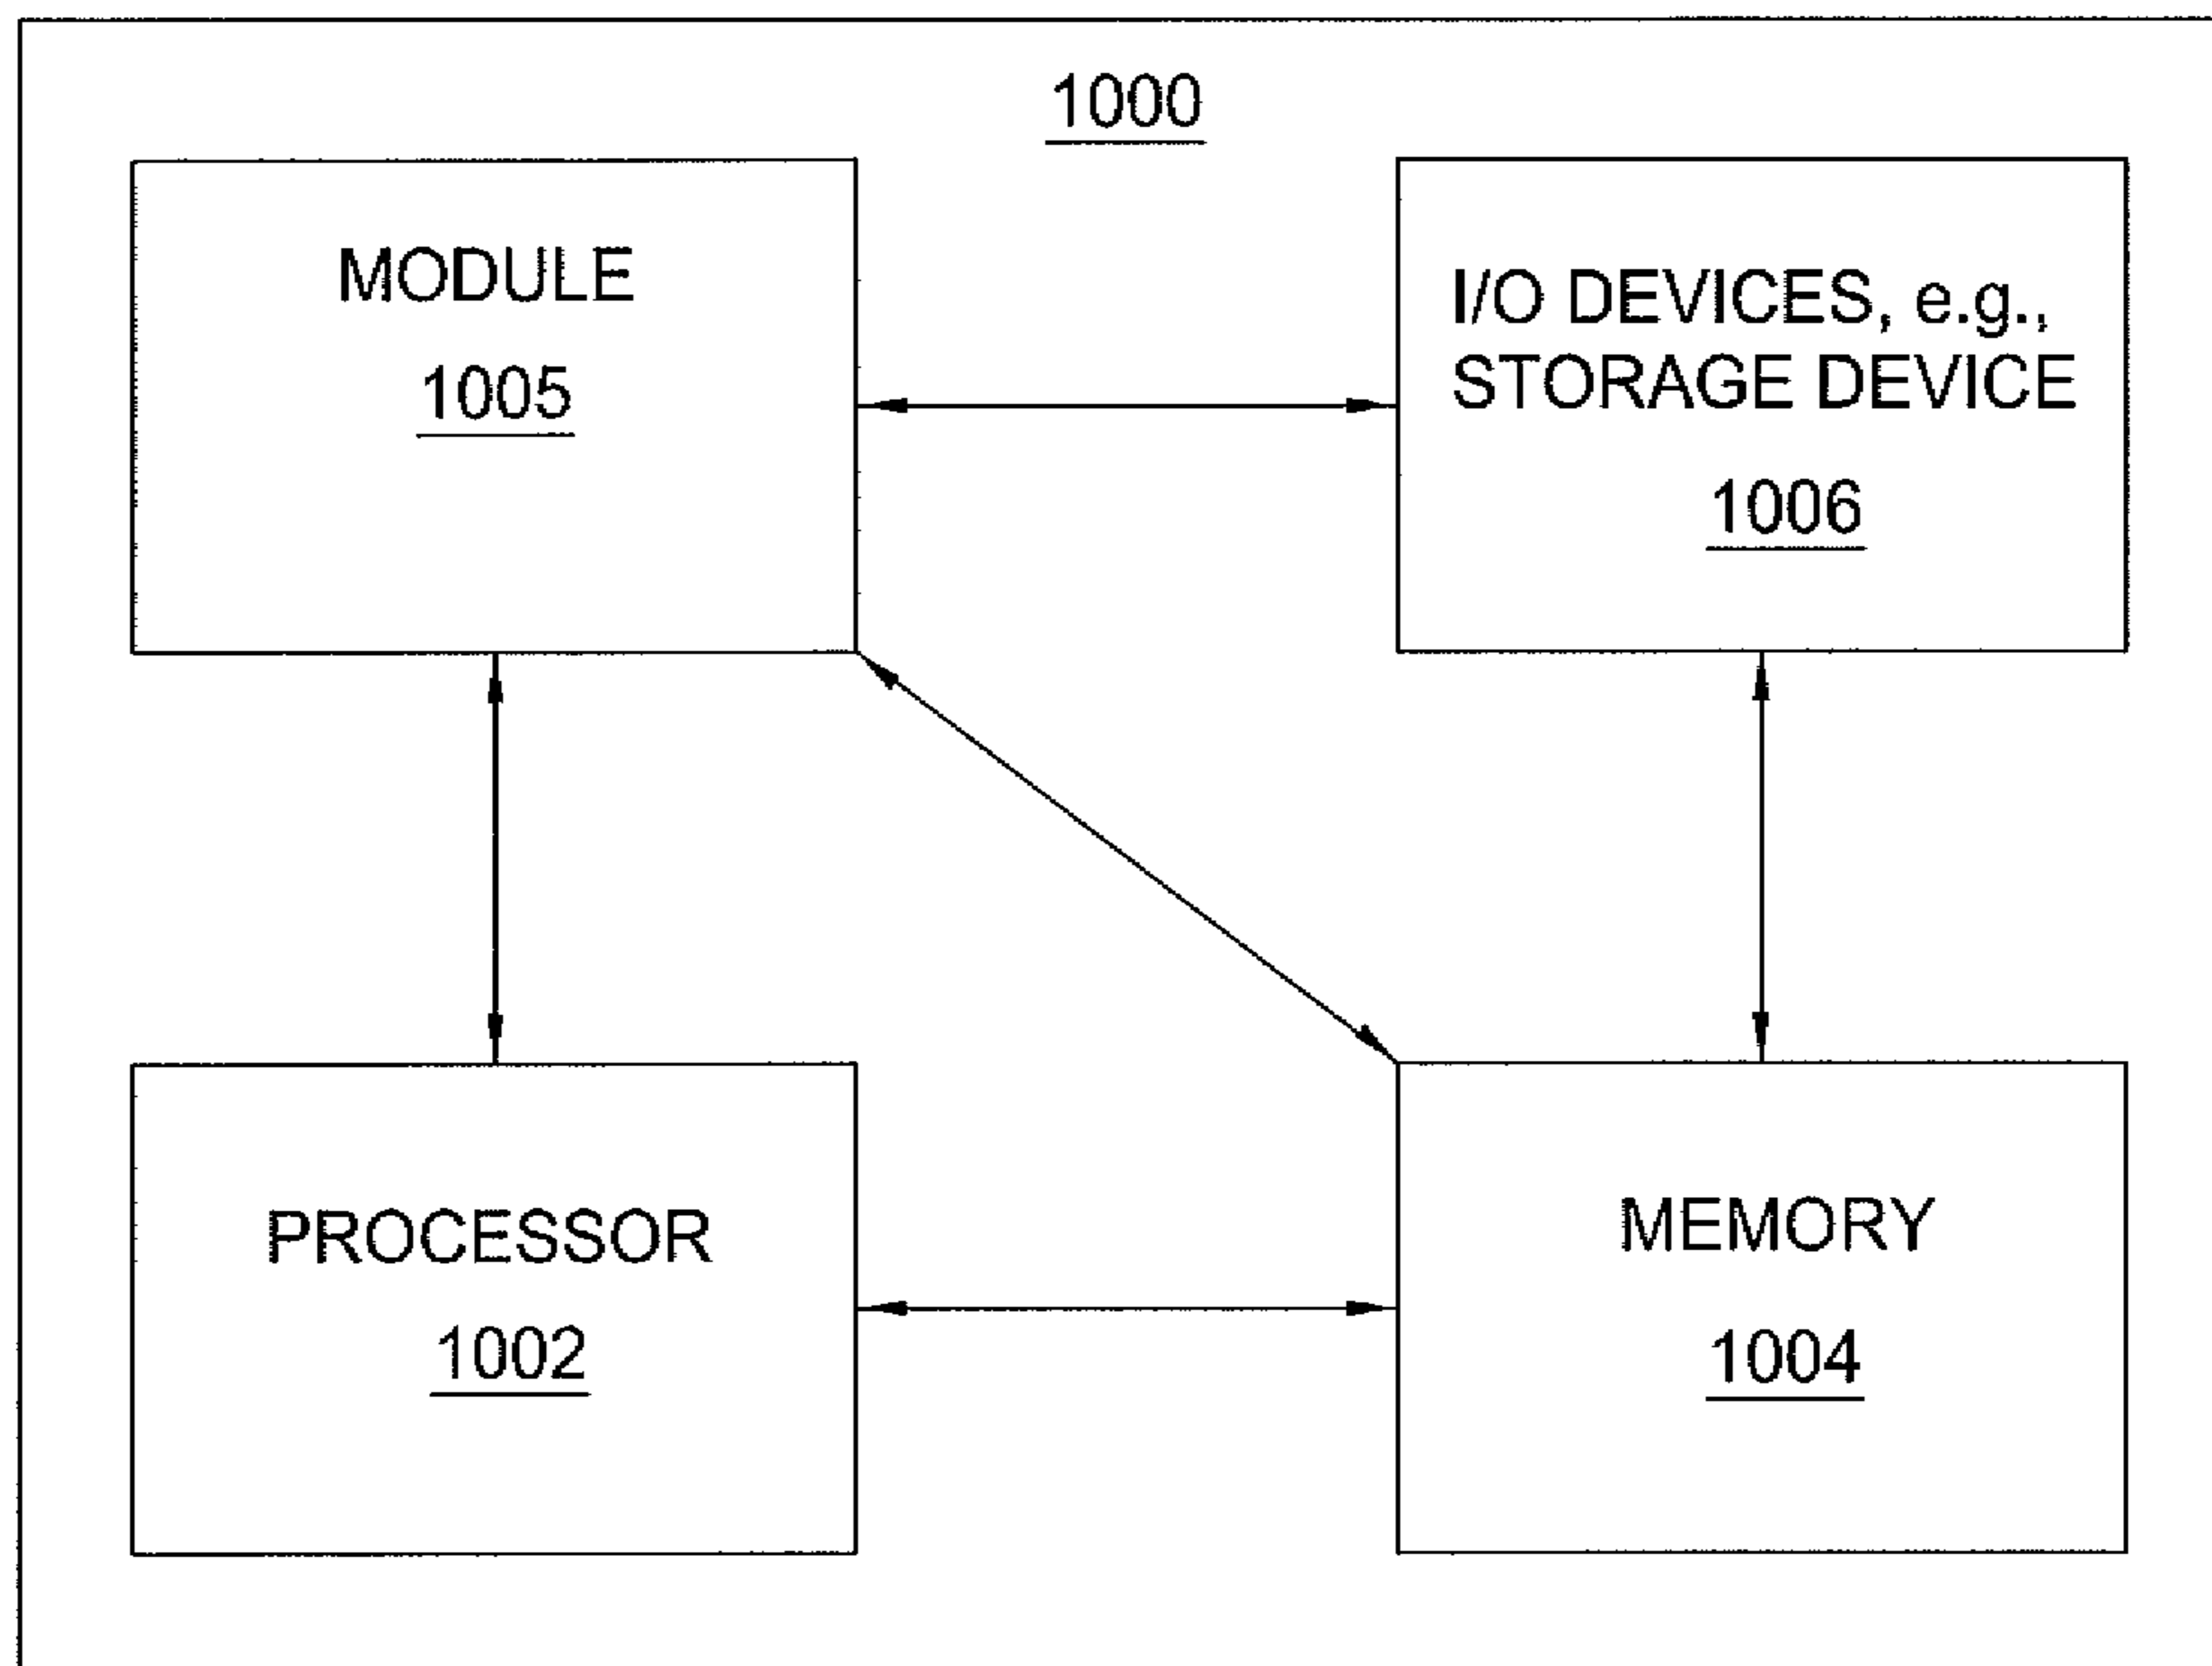 1000
MODULE
1005
I/O DEVICES, e.g.,
STORAGE DEVICE
1006
PROCESSOR
1002
MEMORY
1004